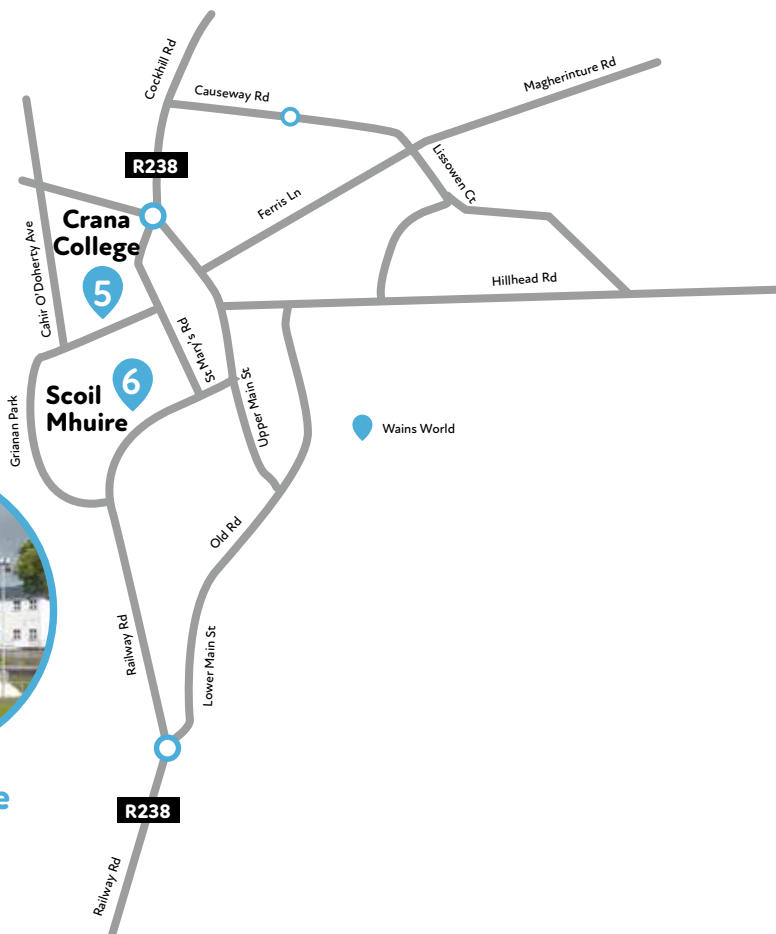 Cockhill Rd
Causeway Rd
Magherinture Rd
R238
Lissowen Ct
Ferris Ln
Crana
College
5
Cahir O'Doherty Ave
Hillhead Rd
St Mary's Rd
6
Scoil
Mhuire
Upper Main St
Grianan Park
Wains World
Old Rd
Railway Rd
Lower Main St
e
R238
Railway Rd